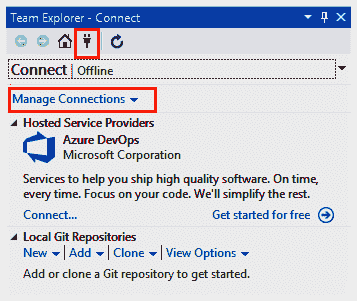 Team Explorer - Connect
Connect | Offline
Manage Connections
Hosted Service Providers
Azure DevOps
Microsoft Corporation
Services to help you ship high quality software. On time,
every time. Focus on your code. We'll simplify the rest.
Connect... Get started for free
Local Git Repositories
New | Add | Clone | View Options
Add or clone a Git repository to get started.